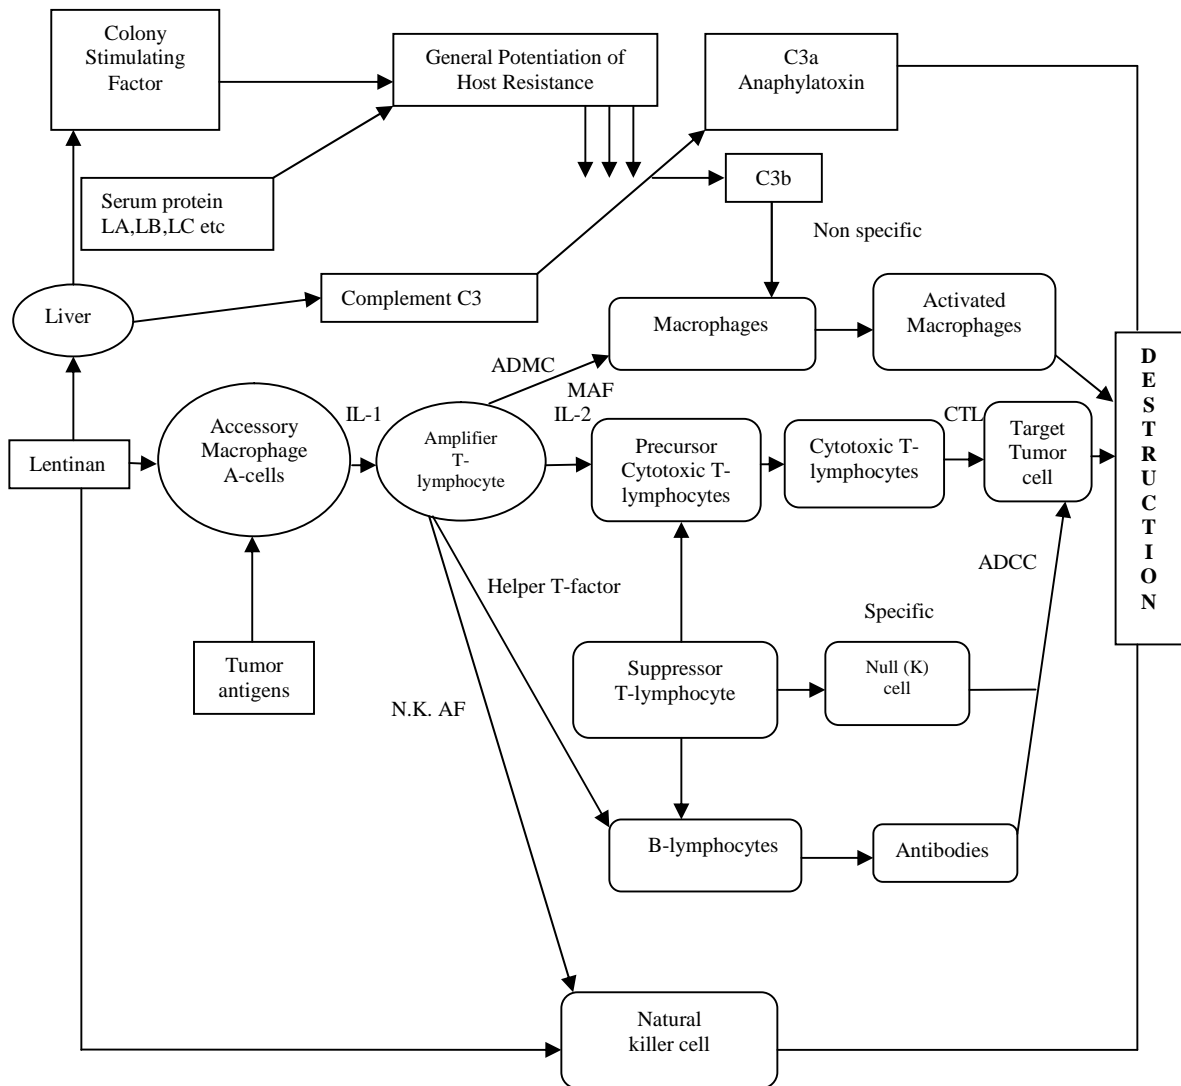 Colony
Stimulating
Factor
General Potentiation of
Host Resistance
C3a
Anaphylatoxin
Serum protein
LA,LB,LC etc
C3b
Non specific
Complement C3
Liver
Macrophages
Activated
Macrophages
ADMC
MAF
IL-1
IL-2
CTL
Lentinan
Accessory
Macrophage
A-cells
Amplifier
T-
lymphocyte
Precursor
Cytotoxic T-
lymphocytes
Cytotoxic T-
lymphocytes
Target
Tumor
cell
D
E
S
T
R
U
C
T
I
O
N
ADCC
Helper T-factor
Specific
Tumor
antigens
Suppressor
T-lymphocyte
Null (K)
cell
N.K. AF
B-lymphocytes
Antibodies
Natural
killer cell